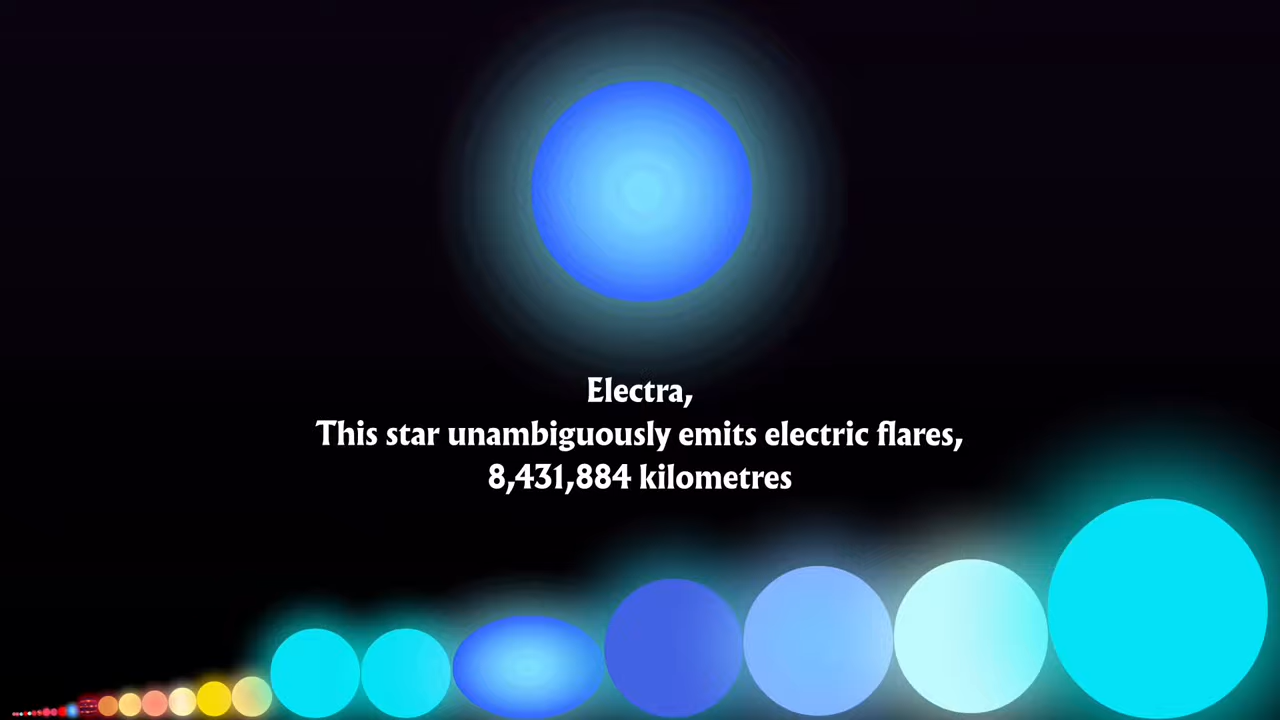 Electra,
This star unambiguously emits electric flares,
8,431,884 kilometres